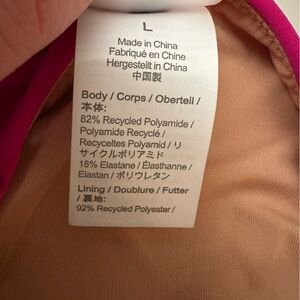 L
Made in China
Fabriqué en Chine
Hergestellt in China
中国製
Body / Corps / Oberteil /
本体:
82% Recycled Polyamide /
Polyamide Recyclé /
Recyceltes Polyamid / リ
サイクルポリアミド
18% Elastane / Élasthanne /
Elastan / ポリウレタン
Lining / Doublure / Futter
/ 裏地:
92% Recycled Polyester /